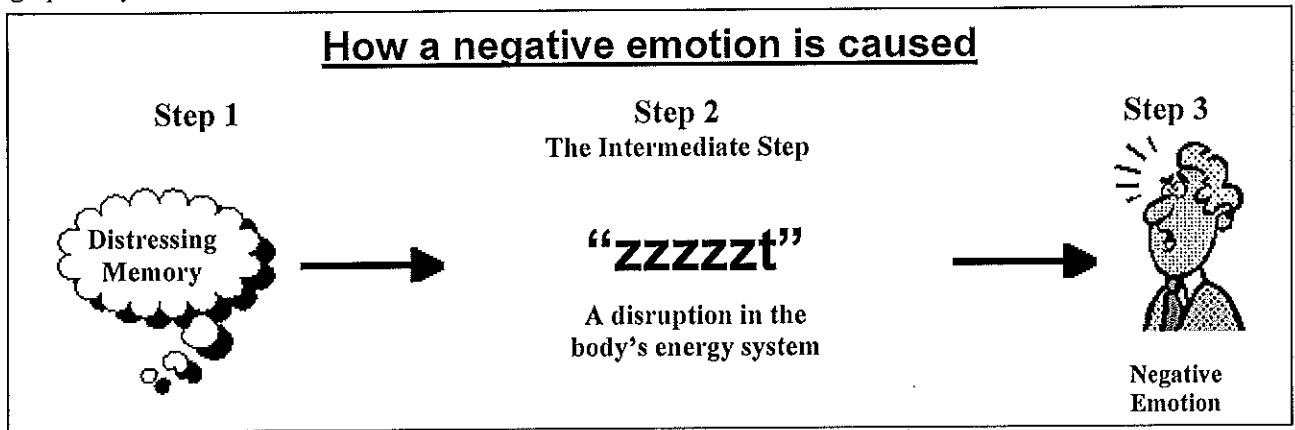 How a negative emotion is caused
Step 1
Step 2
The Intermediate Step
Step 3
Distressing
Memory
“zzzzzt”
A disruption in the
body’s energy system
Negative
Emotion